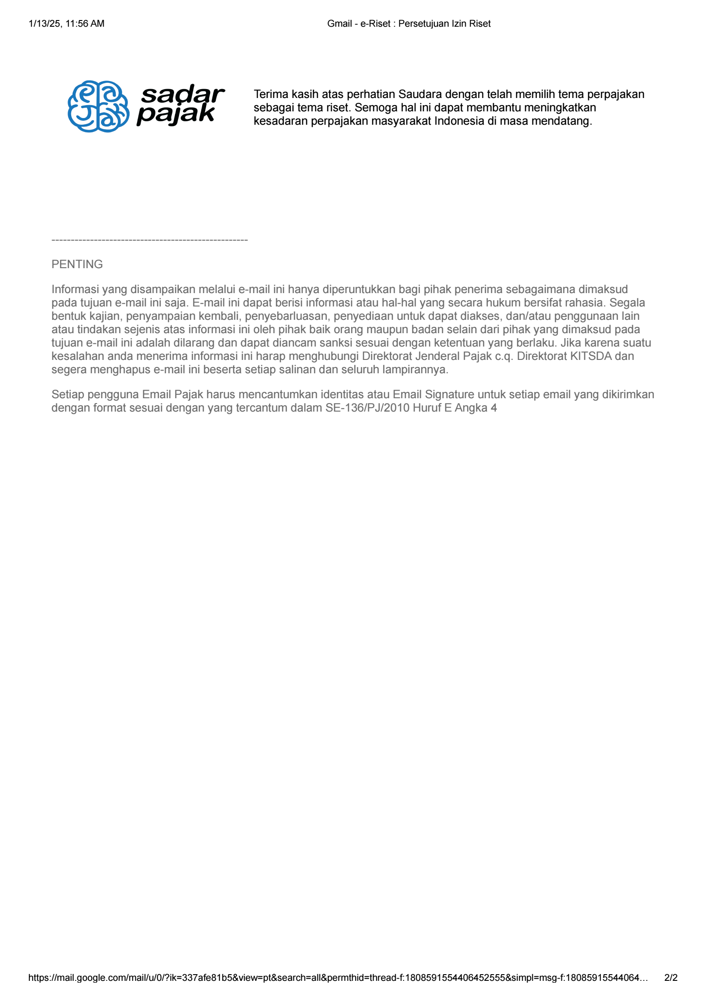 1/13/25, 11:56 AM
Gmail - e-Riset : Persetujuan Izin Riset
eJa
sadar
pajak
Terima kasih atas perhatian Saudara dengan telah memilih tema perpajakan
sebagai tema riset. Semoga hal ini dapat membantu meningkatkan
kesadaran perpajakan masyarakat Indonesia di masa mendatang.
---------------------------------------------------
PENTING
Informasi yang disampaikan melalui e-mail ini hanya diperuntukkan bagi pihak penerima sebagaimana dimaksud
pada tujuan e-mail ini saja. E-mail ini dapat berisi informasi atau hal-hal yang secara hukum bersifat rahasia. Segala
bentuk kajian, penyampaian kembali, penyebarluasan, penyediaan untuk dapat diakses, dan/atau penggunaan lain
atau tindakan sejenis atas informasi ini oleh pihak baik orang maupun badan selain dari pihak yang dimaksud pada
tujuan e-mail ini adalah dilarang dan dapat diancam sanksi sesuai dengan ketentuan yang berlaku. Jika karena suatu
kesalahan anda menerima informasi ini harap menghubungi Direktorat Jenderal Pajak c.q. Direktorat KITSDA dan
segera menghapus e-mail ini beserta setiap salinan dan seluruh lampirannya.
Setiap pengguna Email Pajak harus mencantumkan identitas atau Email Signature untuk setiap email yang dikirimkan
dengan format sesuai dengan yang tercantum dalam SE-136/PJ/2010 Huruf E Angka 4
https://mail.google.com/mail/u/0/?ik=337afe81b5&view=pt&search=all&permthid=thread-f:1808591554406452555&simpl=msg-f:18085915544064…
2/2